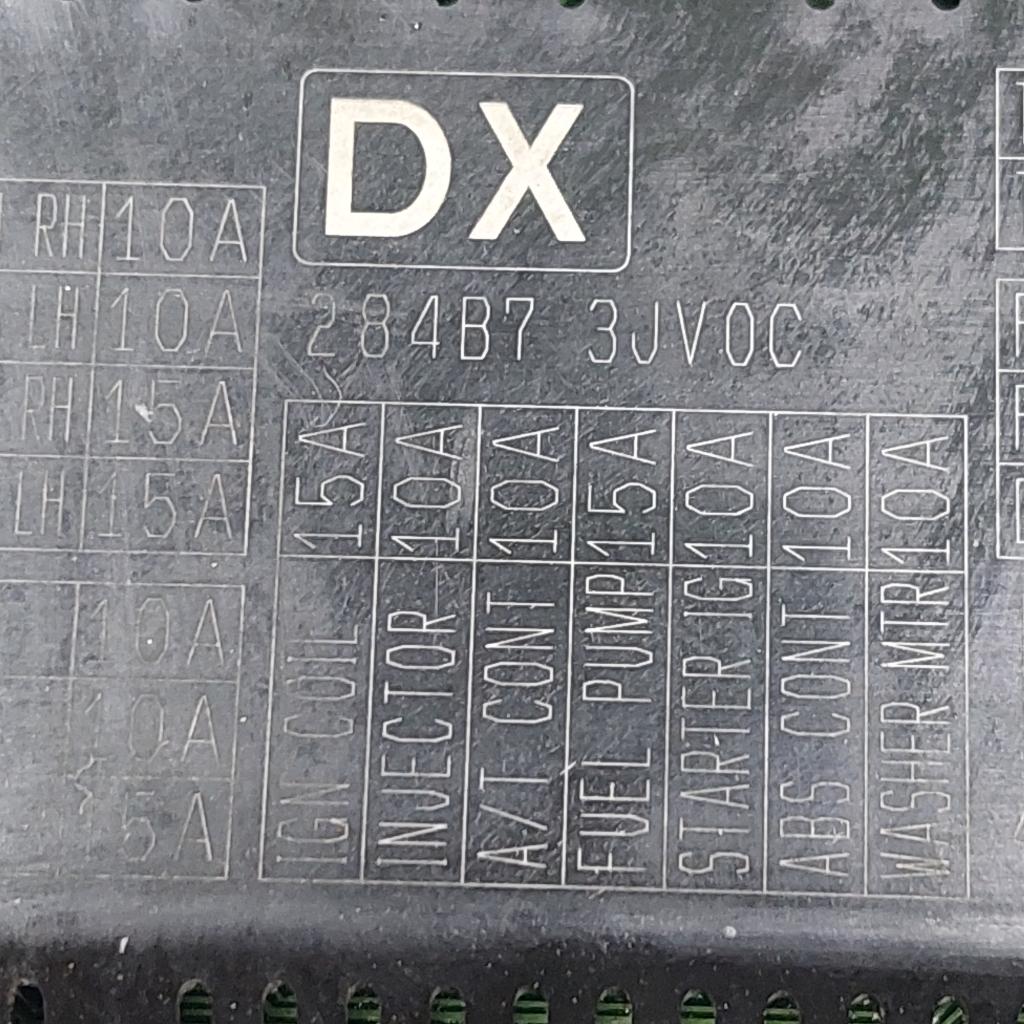 DX
284B7 3JV0C
RH 10A
LH 10A
RH 15A
LH 15A
10A
10A
5A
IGN COIL 15A
INJECTOR 10A
A/T CONT 10A
FUEL PUMP 15A
STARTER IG 10A
ABS CONT 10A
WASHER MTR 10A